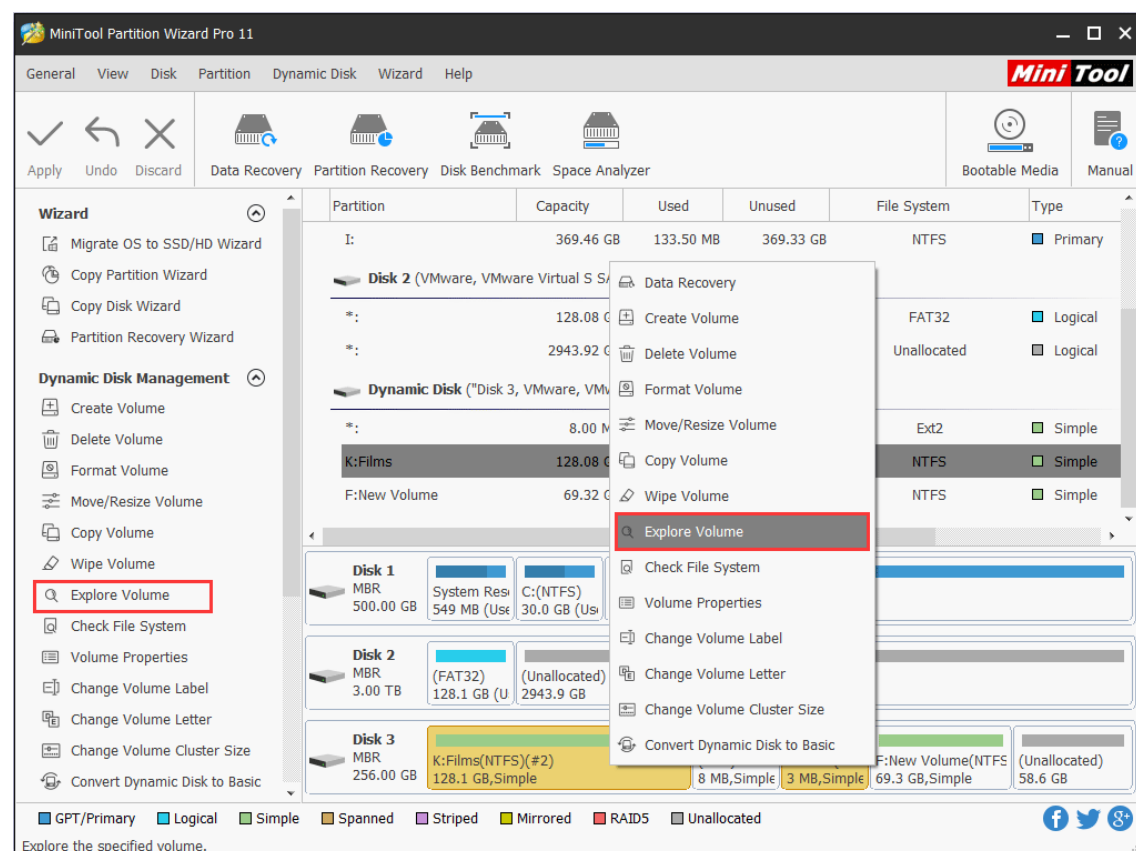 MiniTool Partition Wizard Pro 11
General View Disk Partition Dynamic Disk Wizard Help
Mini Tool
Apply Undo Discard Data Recovery Partition Recovery Disk Benchmark Space Analyzer Bootable Media Manual
Wizard
Migrate OS to SSD/HD Wizard
Copy Partition Wizard
Copy Disk Wizard
Partition Recovery Wizard
Dynamic Disk Management
Create Volume
Delete Volume
Format Volume
Move/Resize Volume
Copy Volume
Wipe Volume
Explore Volume
Check File System
Volume Properties
Change Volume Label
Change Volume Letter
Change Volume Cluster Size
Convert Dynamic Disk to Basic
Partition Capacity Used Unused File System Type
I: 369.46 GB 133.50 MB 369.33 GB NTFS Primary
Disk 2 (VMware, VMware Virtual S
*: 128.08 FAT32 Logical
*: 2943.92 Unallocated Logical
Dynamic Disk ("Disk 3, VMware,
*: 8.00 Ext2 Simple
K:Films 128.08 NTFS Simple
F:New Volume 69.32 NTFS Simple
Data Recovery
Create Volume
Delete Volume
Format Volume
Move/Resize Volume
Copy Volume
Wipe Volume
Explore Volume
Check File System
Volume Properties
Change Volume Label
Change Volume Letter
Change Volume Cluster Size
Convert Dynamic Disk to Basic
Disk 1
MBR
500.00 GB
System Res
549 MB (Use
C:(NTFS)
30.0 GB (Us
Disk 2
MBR
3.00 TB
(FAT32)
128.1 GB (U
(Unallocated)
2943.9 GB
Disk 3
MBR
256.00 GB
K:Films(NTFS)(#2)
128.1 GB,Simple
8 MB,Simple
3 MB,Simple
F:New Volume(NTFS
69.3 GB,Simple
(Unallocated)
58.6 GB
GPT/Primary Logical Simple Spanned Striped Mirrored RAID5 Unallocated
Explore the specified volume.